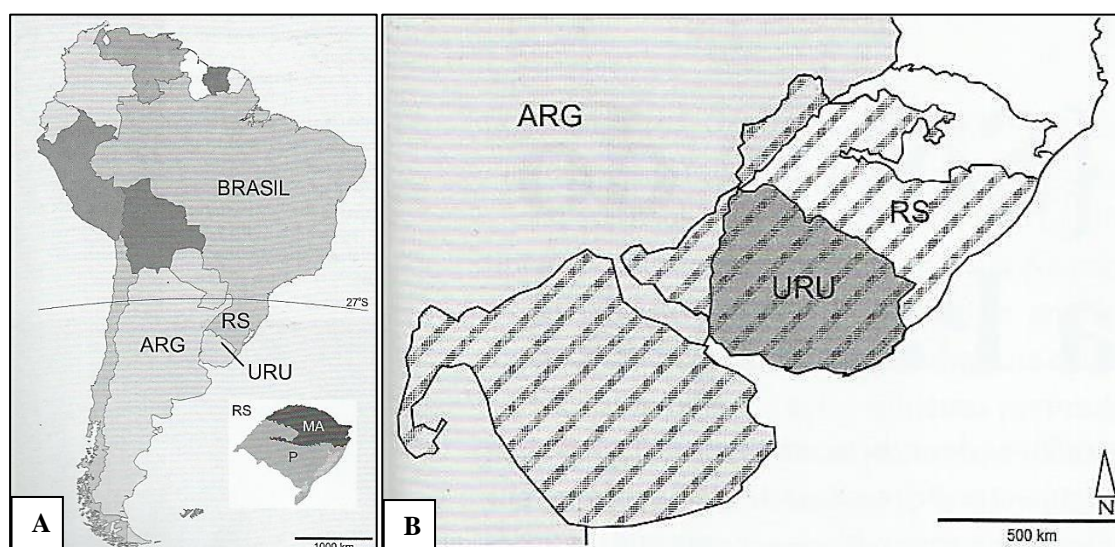 BRASIL
27°S
RS
ARG
URU
RS
MA
P
A
1000 km
ARG
RS
URU
B
N
500 km